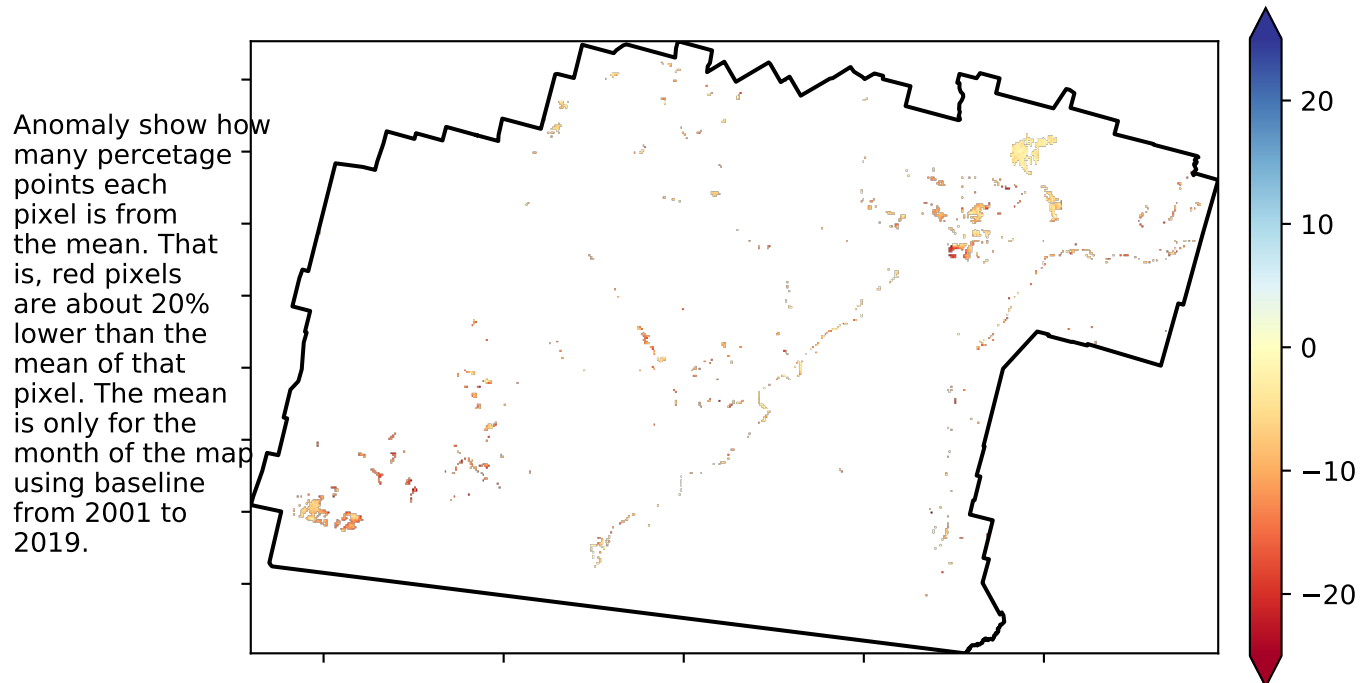 Anomaly show how
many percetage
points each
pixel is from
the mean. That
is, red pixels
are about 20%
lower than the
mean of that
pixel. The mean
is only for the
month of the map
using baseline
from 2001 to
2019.
20
10
0
−10
−20